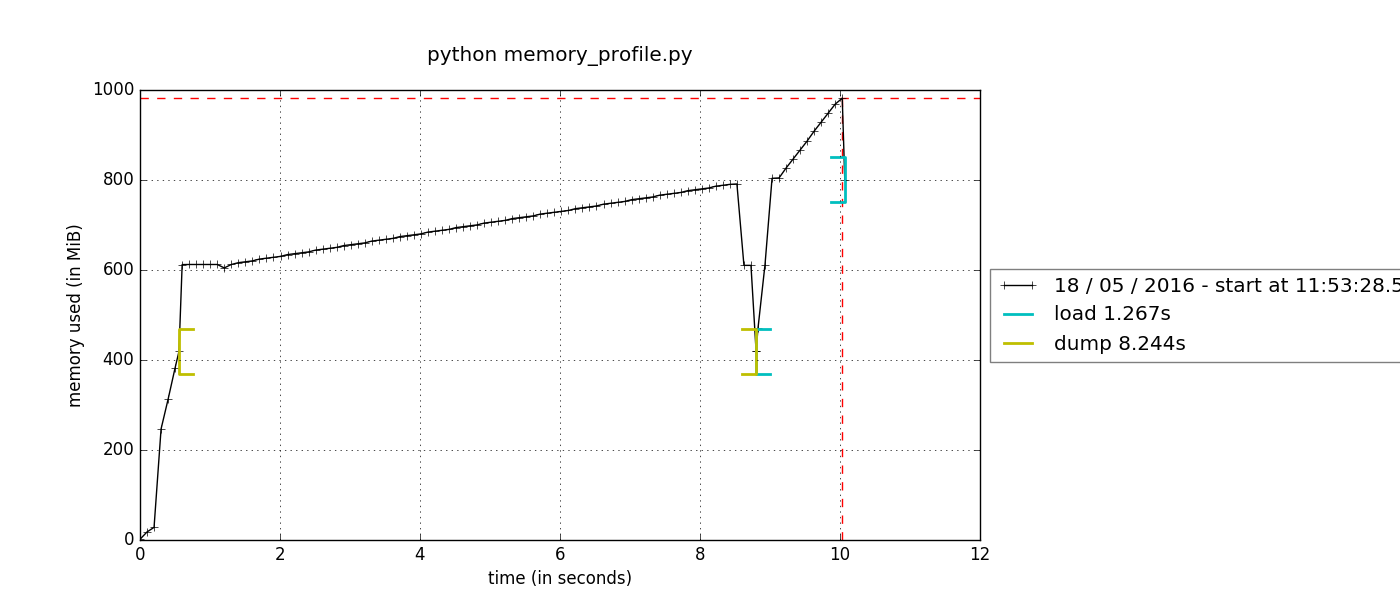 python memory_profile.py
1000
800
600
400
200
0
memory used (in MiB)
0 2 4 6 8 10 12
time (in seconds)
18 / 05 / 2016 - start at 11:53:28.5
load 1.267s
dump 8.244s